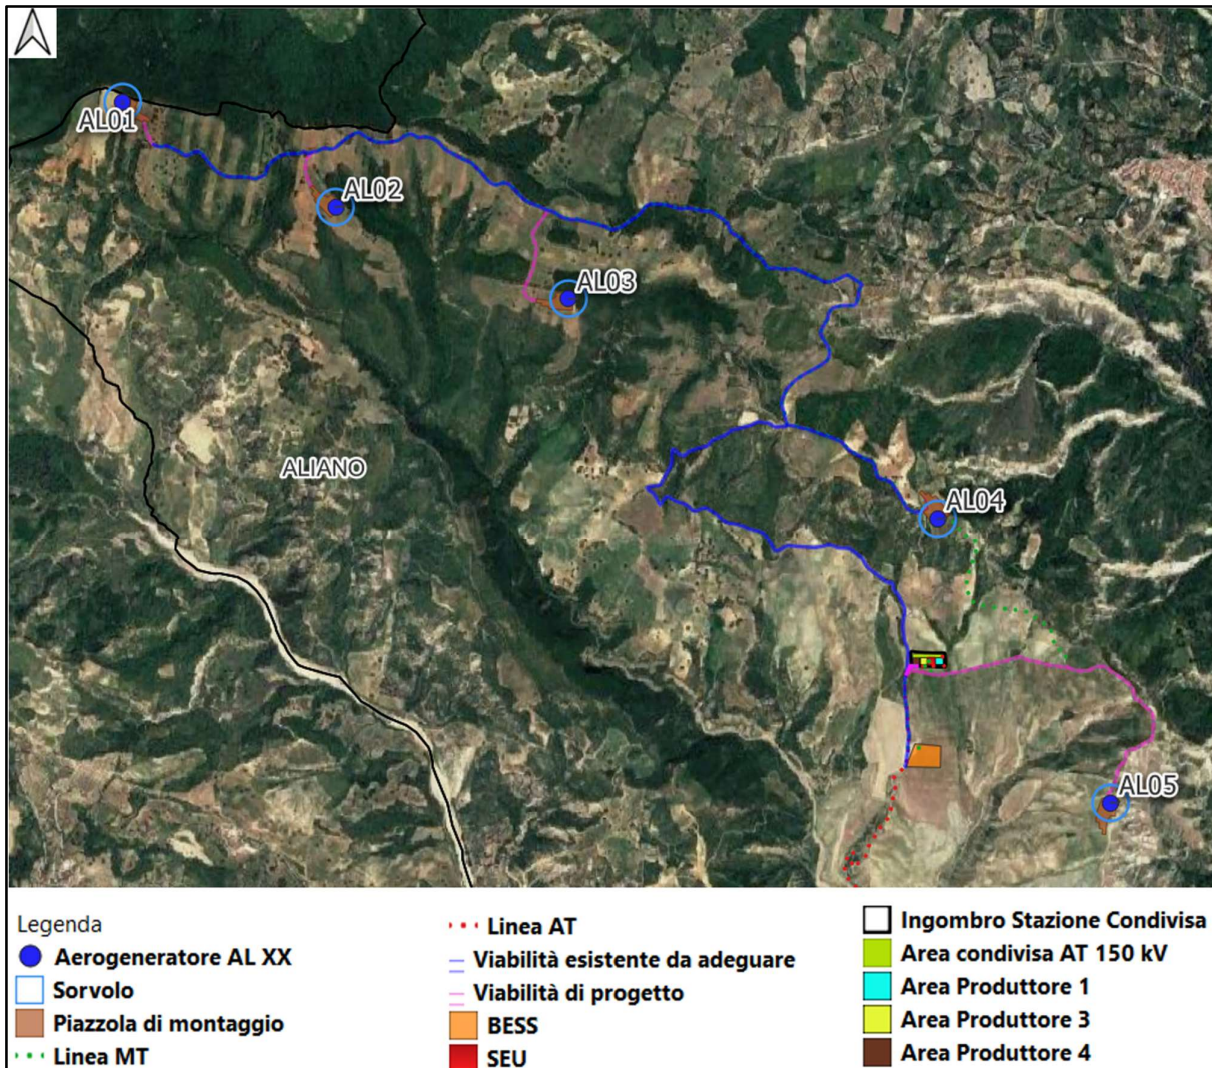 AL01
AL02
AL03
ALIANO
AL04
AL05
Legenda
Aerogeneratore AL XX
Sorvolo
Piazzola di montaggio
Linea MT
Linea AT
Viabilità esistente da adeguare
Viabilità di progetto
BESS
SEU
Ingombro Stazione Condivisa
Area condivisa AT 150 kV
Area Produttore 1
Area Produttore 3
Area Produttore 4